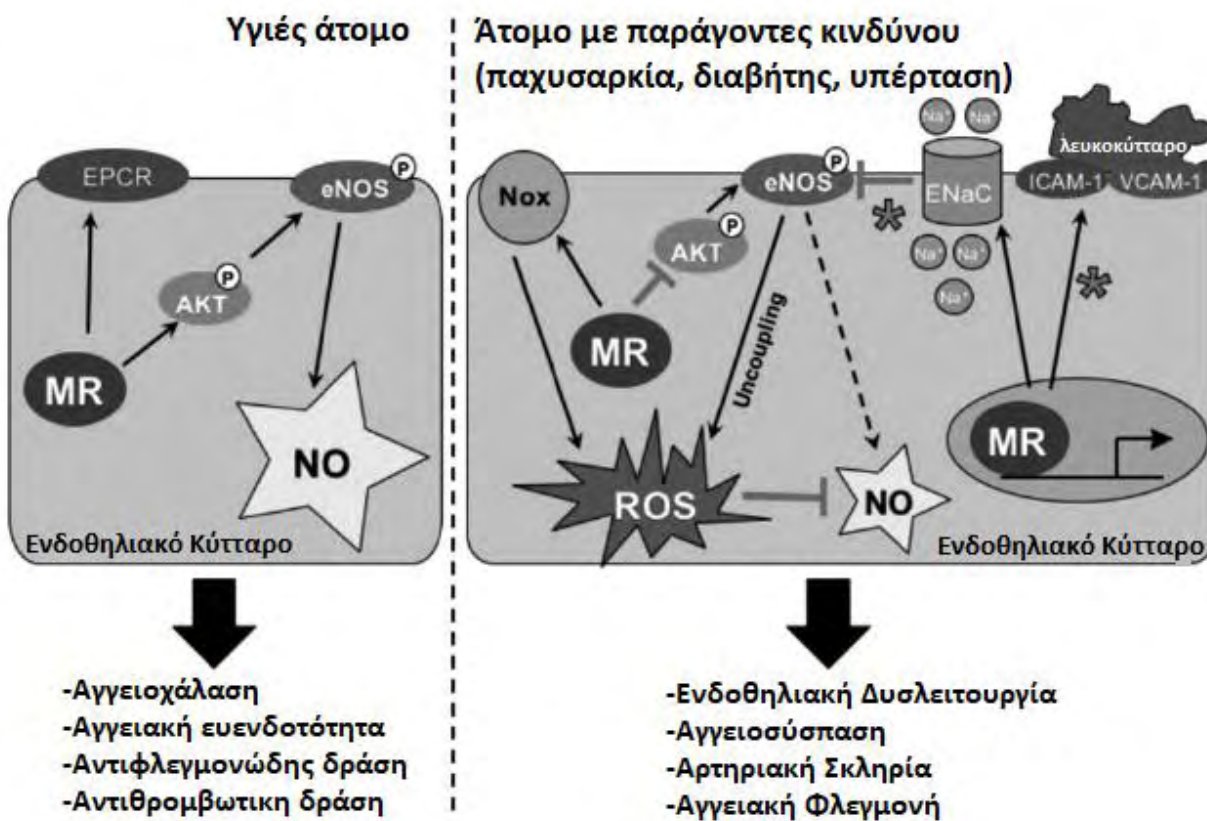 Υγιές άτομο
EPCR
eNOS
P
P
AKT
MR
NO
Ενδοθηλιακό Κύτταρο
-Αγγειοχάλαση
-Αγγειακή ευενδοτότητα
-Αντιφλεγμονώδης δράση
-Αντιθρομβωτικη δράση
Άτομο με παράγοντες κινδύνου
(παχυσαρκία, διαβήτης, υπέρταση)
Na⁺ Na⁺
λευκοκύτταρο
P
Nox
eNOS
ENaC
ICAM-1 VCAM-1
*
P
AKT
Na⁺ Na⁺
Na⁺
*
MR
Uncoupling
MR
ROS
NO
Ενδοθηλιακό Κύτταρο
-Ενδοθηλιακή Δυσλειτουργία
-Αγγειοσύσπαση
-Αρτηριακή Σκληρία
-Αγγειακή Φλεγμονή